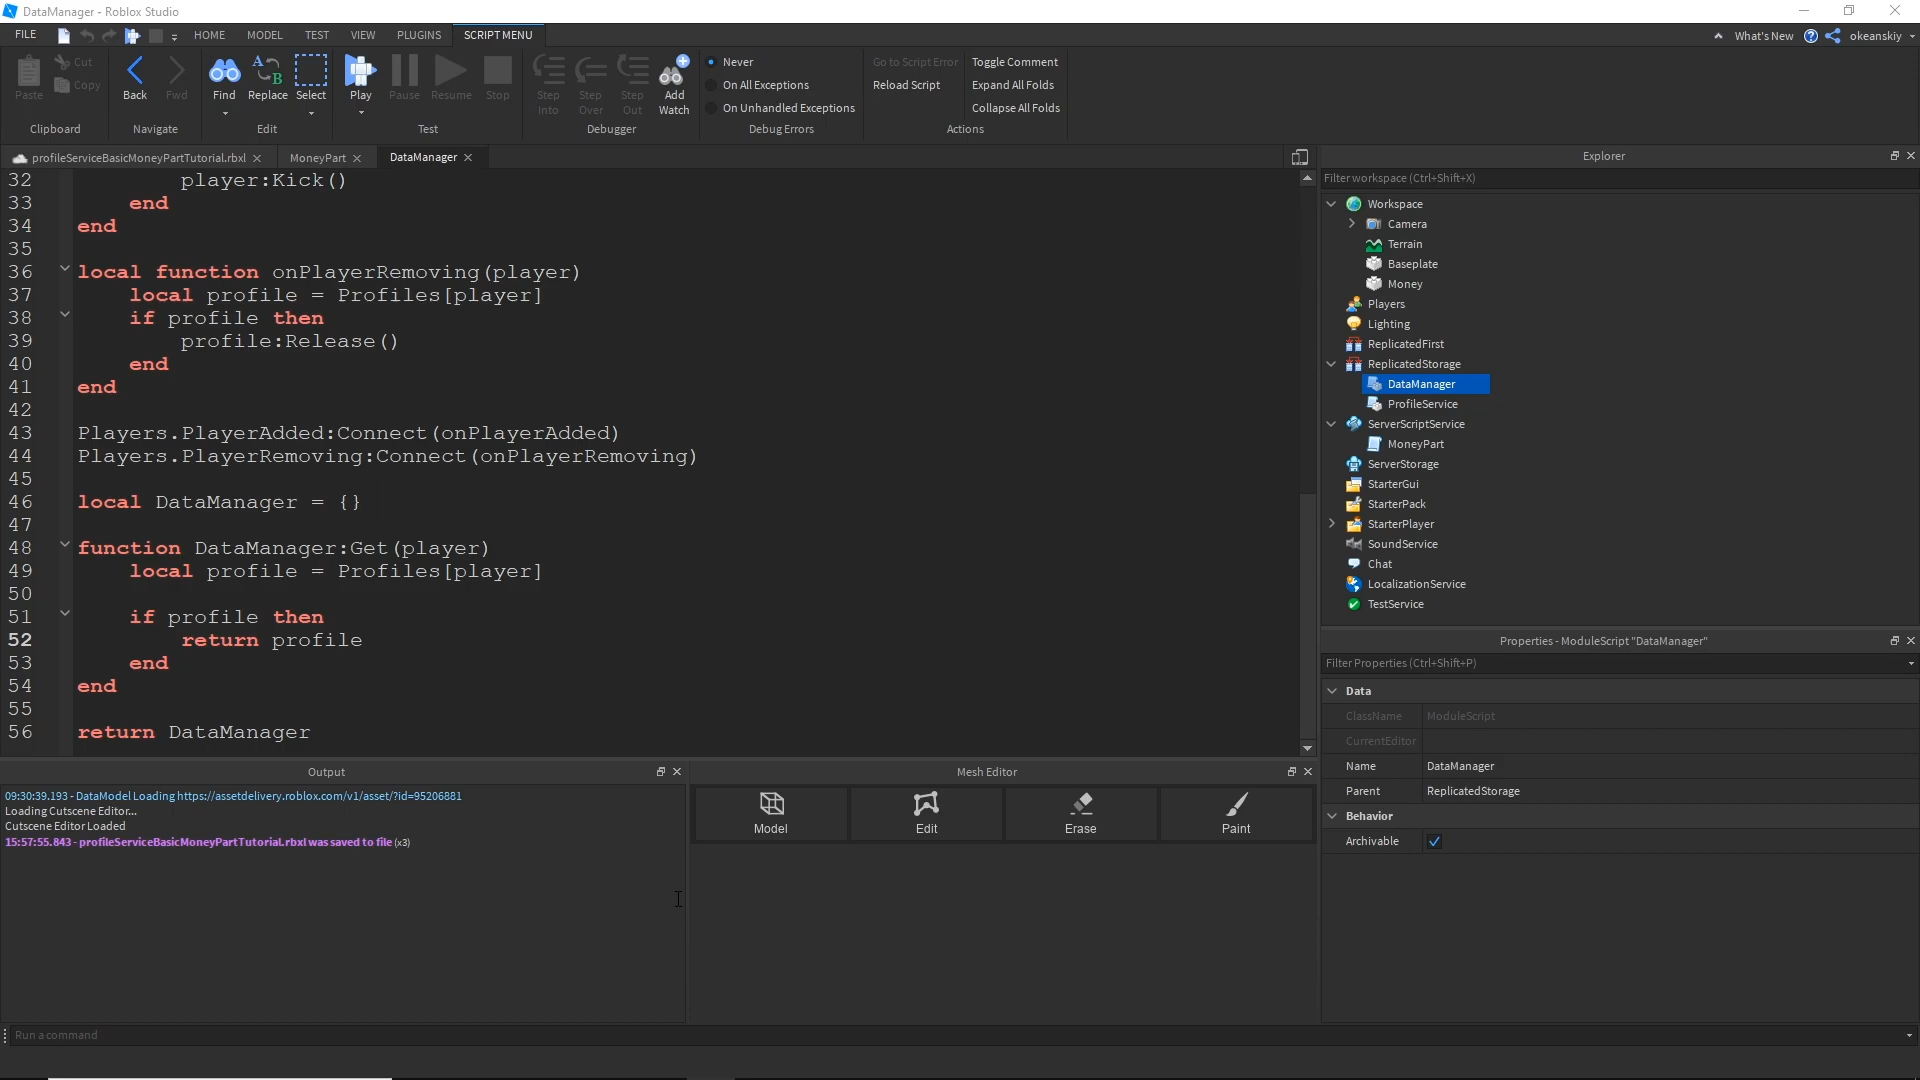 DataManager - Roblox Studio
FILE HOME MODEL TEST VIEW PLUGINS SCRIPT MENU What's New okeanskiy
Paste Cut Copy Clipboard
Back Fwd Navigate
Find Replace Select Edit
Play Pause Resume Stop Test
Step Into Step Over Step Out Add Watch Debugger
Never
On All Exceptions
On Unhandled Exceptions
Debug Errors
Go to Script Error Toggle Comment
Reload Script Expand All Folds
Collapse All Folds
Actions
profileServiceBasicMoneyPartTutorial.rbxl MoneyPart DataManager
32 player:Kick()
33 end
34 end
35
36 local function onPlayerRemoving(player)
37 local profile = Profiles[player]
38 if profile then
39 profile:Release()
40 end
41 end
42
43 Players.PlayerAdded:Connect(onPlayerAdded)
44 Players.PlayerRemoving:Connect(onPlayerRemoving)
45
46 local DataManager = {}
47
48 function DataManager:Get(player)
49 local profile = Profiles[player]
50
51 if profile then
52 return profile
53 end
54 end
55
56 return DataManager
Output
09:30:39.193 - DataModel Loading https://assetdelivery.roblox.com/v1/asset/?id=95206881
Loading Cutscene Editor...
Cutscene Editor Loaded
15:57:55.843 - profileServiceBasicMoneyPartTutorial.rbxl was saved to file (x3)
Mesh Editor
Model Edit Erase Paint
Run a command
Explorer
Filter workspace (Ctrl+Shift+X)
Workspace
Camera
Terrain
Baseplate
Money
Players
Lighting
ReplicatedFirst
ReplicatedStorage
DataManager
ProfileService
ServerScriptService
MoneyPart
ServerStorage
StarterGui
StarterPack
StarterPlayer
SoundService
Chat
LocalizationService
TestService
Properties - ModuleScript "DataManager"
Filter Properties (Ctrl+Shift+P)
Data
ClassName ModuleScript
CurrentEditor
Name DataManager
Parent ReplicatedStorage
Behavior
Archivable